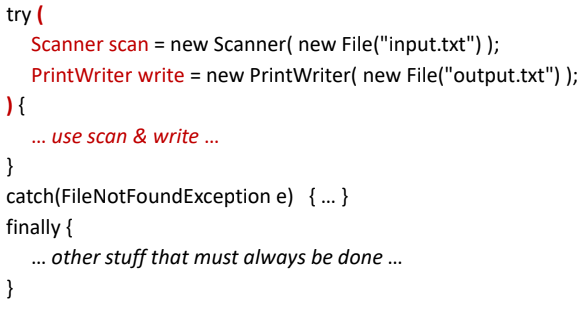 try (
Scanner scan = new Scanner( new File("input.txt") );
PrintWriter write = new PrintWriter( new File("output.txt") );
) {
… use scan & write …
}
catch(FileNotFoundException e) { … }
finally {
… other stuff that must always be done …
}